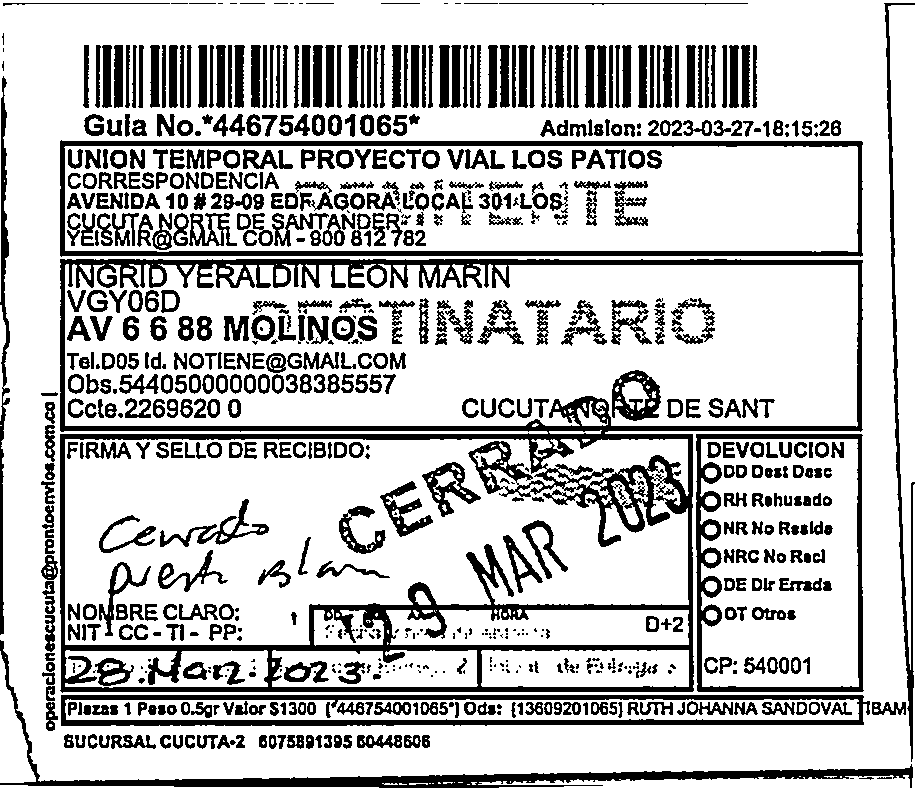 Guia No.*446754001065*
Admision: 2023-03-27-18:15:26
UNION TEMPORAL PROYECTO VIAL LOS PATIOS
CORRESPONDENCIA
AVENIDA 10 # 29-09 EDF AGORA LOCAL 301 LOS
CUCUTA NORTE DE SANTANDER
YEISMIR@GMAIL COM - 900 812 782
INGRID YERALDIN LEON MARIN
VGY06D
DESTINATARIO
AV 6 6 88 MOLINOS
Tel.D05 Id. NOTIENE@GMAIL.COM
Obs.54405000000038385557
Ccte.2269620 0
CUCUTA NORTE DE SANT
operacionescucuta@prontoenvios.com.co |
FIRMA Y SELLO DE RECIBIDO:
CERRADO
29 MAR 2023
Cerrado
puerta Blan
NOMBRE CLARO:
NIT - CC - TI - PP:
HORA
D+2
28.Mar.2023.
DEVOLUCION
DD Dest Desc
RH Rehusado
NR No Reside
NRC No Recl
DE Dir Errada
OT Otros
CP: 540001
Piezas 1 Peso 0.5gr Valor $1300 (*446754001065*) Ods: [13609201065] RUTH JOHANNA SANDOVAL TIBAM
SUCURSAL CUCUTA-2 6075891395 60448606